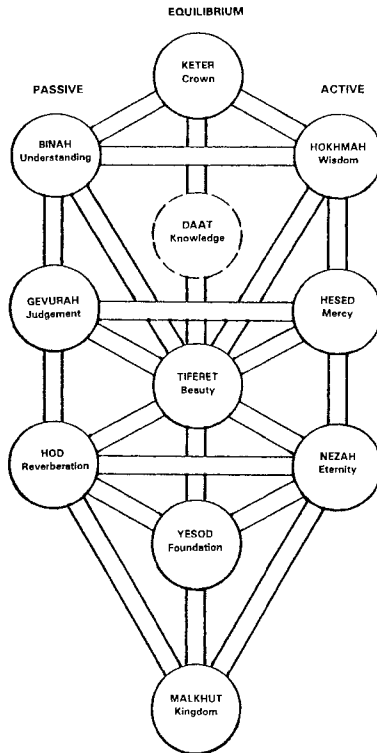 EQUILIBRIUM
KETER
Crown
PASSIVE
ACTIVE
BINAH
Understanding
HOKHMAH
Wisdom
DAAT
Knowledge
GEVURAH
Judgement
HESED
Mercy
TIFERET
Beauty
HOD
Reverberation
NEZAH
Eternity
YESOD
Foundation
MALKHUT
Kingdom